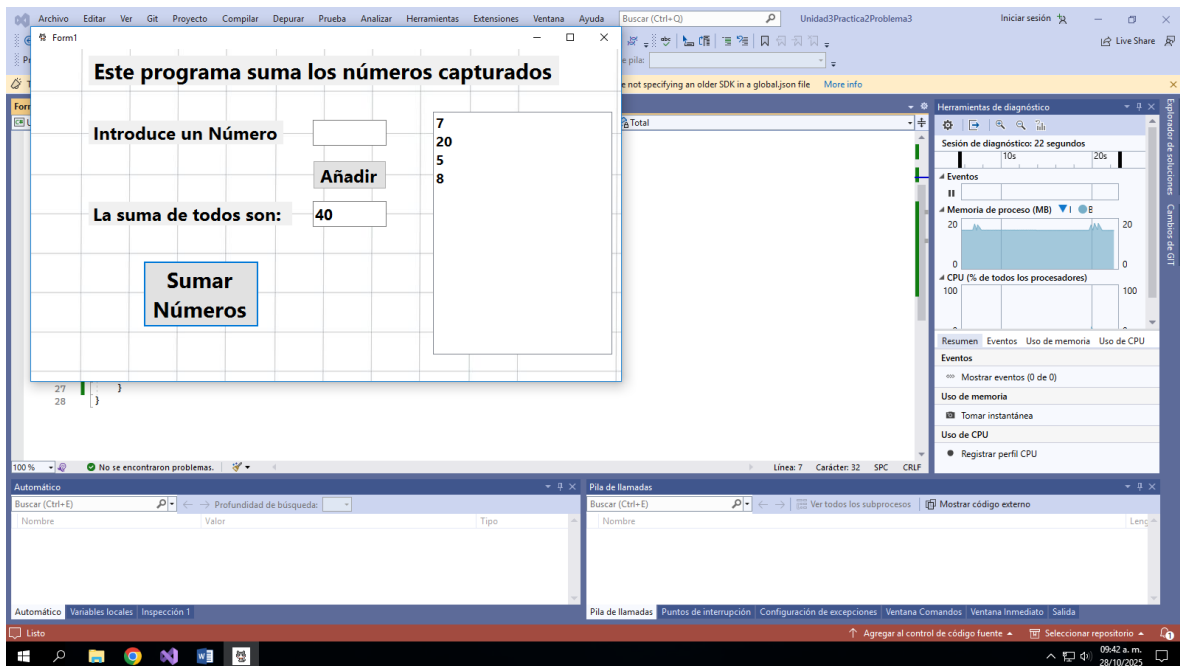 Archivo Editar Ver Git Proyecto Compilar Depurar Prueba Analizar Herramientas Extensiones Ventana Ayuda Buscar (Ctrl+Q) Unidad3Practica2Problema3 Iniciar sesión
Live Share
Form1
e pila:
e not specifying an older SDK in a global.json file More info
Este programa suma los números capturados
Introduce un Número
Añadir
La suma de todos son: 40
Sumar
Números
7
20
5
8
Total
27 }
28 }
Herramientas de diagnóstico
Sesión de diagnóstico: 22 segundos
10s 20s
Eventos
Memoria de proceso (MB)
20 20
0 0
CPU (% de todos los procesadores)
100 100
Resumen Eventos Uso de memoria Uso de CPU
Eventos
Mostrar eventos (0 de 0)
Uso de memoria
Tomar instantánea
Uso de CPU
Registrar perfil CPU
Explorador de soluciones
Cambios de GIT
100 % No se encontraron problemas. Línea: 7 Carácter: 32 SPC CRLF
Automático
Buscar (Ctrl+E) Profundidad de búsqueda:
Nombre Valor Tipo
Automático Variables locales Inspección 1
Pila de llamadas
Buscar (Ctrl+E) Ver todos los subprocesos Mostrar código externo
Nombre Leng
Pila de llamadas Puntos de interrupción Configuración de excepciones Ventana Comandos Ventana Inmediato Salida
Listo Agregar al control de código fuente Seleccionar repositorio 1
09:42 a. m.
28/10/2025